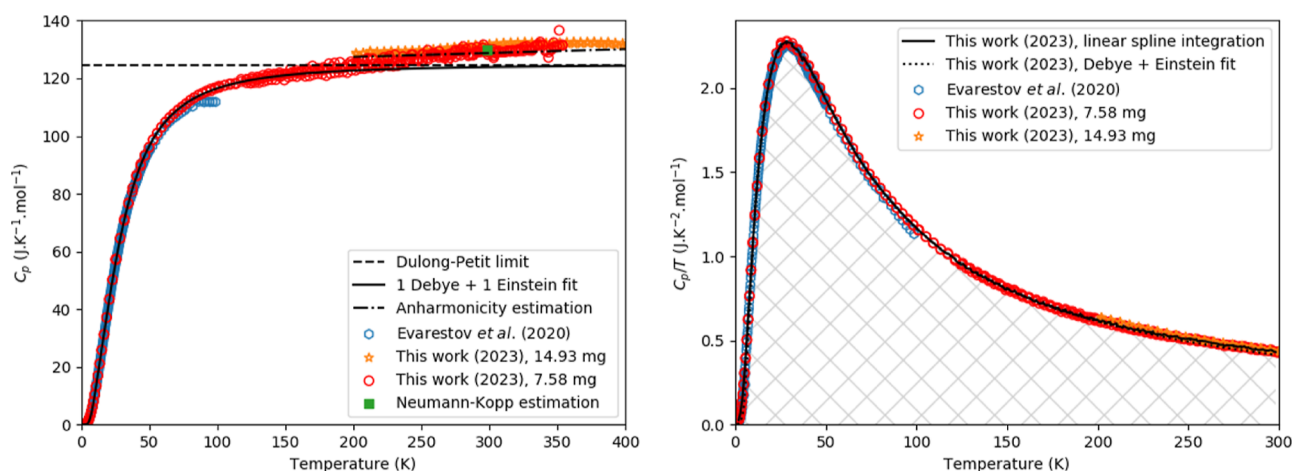 140
120
100
80
60
40
20
0
Cp (J.K⁻¹.mol⁻¹)
Dulong-Petit limit
1 Debye + 1 Einstein fit
Anharmonicity estimation
Evarestov et al. (2020)
This work (2023), 14.93 mg
This work (2023), 7.58 mg
Neumann-Kopp estimation
0 50 100 150 200 250 300 350 400
Temperature (K)
2.0
1.5
1.0
0.5
0.0
Cp/T (J.K⁻².mol⁻¹)
This work (2023), linear spline integration
This work (2023), Debye + Einstein fit
Evarestov et al. (2020)
This work (2023), 7.58 mg
This work (2023), 14.93 mg
0 50 100 150 200 250 300
Temperature (K)